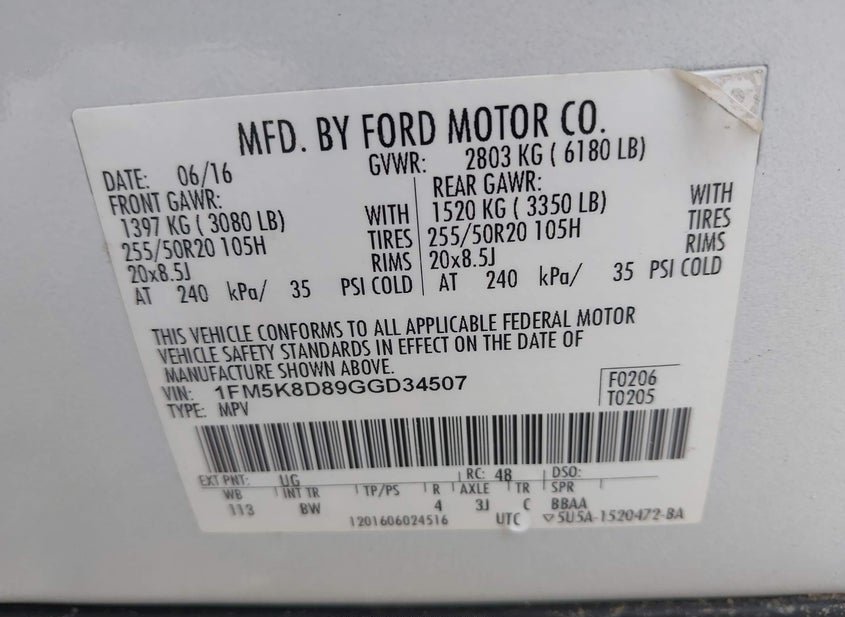 MFD. BY FORD MOTOR CO.
DATE: 06/16 GVWR: 2803 KG ( 6180 LB)
FRONT GAWR: REAR GAWR:
1397 KG ( 3080 LB) WITH 1520 KG ( 3350 LB) WITH
255/50R20 105H TIRES 255/50R20 105H TIRES
20x8.5J RIMS 20x8.5J RIMS
AT 240 kPa/ 35 PSI COLD AT 240 kPa/ 35 PSI COLD
THIS VEHICLE CONFORMS TO ALL APPLICABLE FEDERAL MOTOR
VEHICLE SAFETY STANDARDS IN EFFECT ON THE DATE OF
MANUFACTURE SHOWN ABOVE.
VIN: 1FM5K8D89GGD34507 F0206
TYPE: MPV T0205
EXT PNT: UG RC: 48 DSO:
WB INT TR TP/PS R AXLE TR SPR
113 BW 4 3J C BBAA
1201606024516 UTC ▽5U5A-1520472-BA